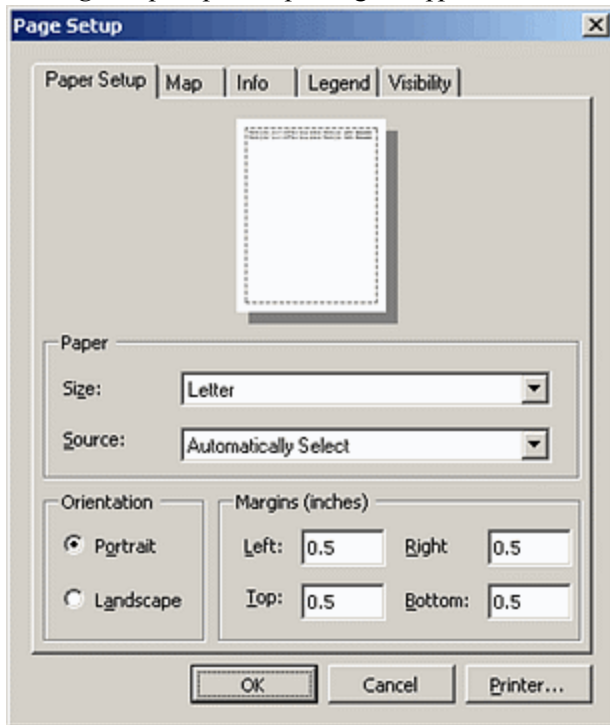 Page Setup
Paper Setup Map Info Legend Visibility
Paper
Size: Letter
Source: Automatically Select
Orientation Margins (inches)
Portrait Left: 0.5 Right 0.5
Landscape Top: 0.5 Bottom: 0.5
OK Cancel Printer...